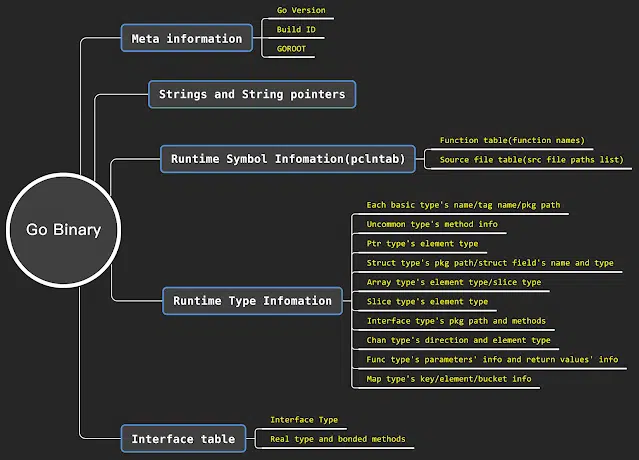 Go Binary
Meta information
Go Version
Build ID
GOROOT
Strings and String pointers
Runtime Symbol Infomation(pclntab)
Function table(function names)
Source file table(src file paths list)
Runtime Type Infomation
Each basic type's name/tag name/pkg path
Uncommon type's method info
Ptr type's element type
Struct type's pkg path/struct field's name and type
Array type's element type/slice type
Slice type's element type
Interface type's pkg path and methods
Chan type's direction and element type
Func type's parameters' info and return values' info
Map type's key/element/bucket info
Interface table
Interface Type
Real type and bonded methods